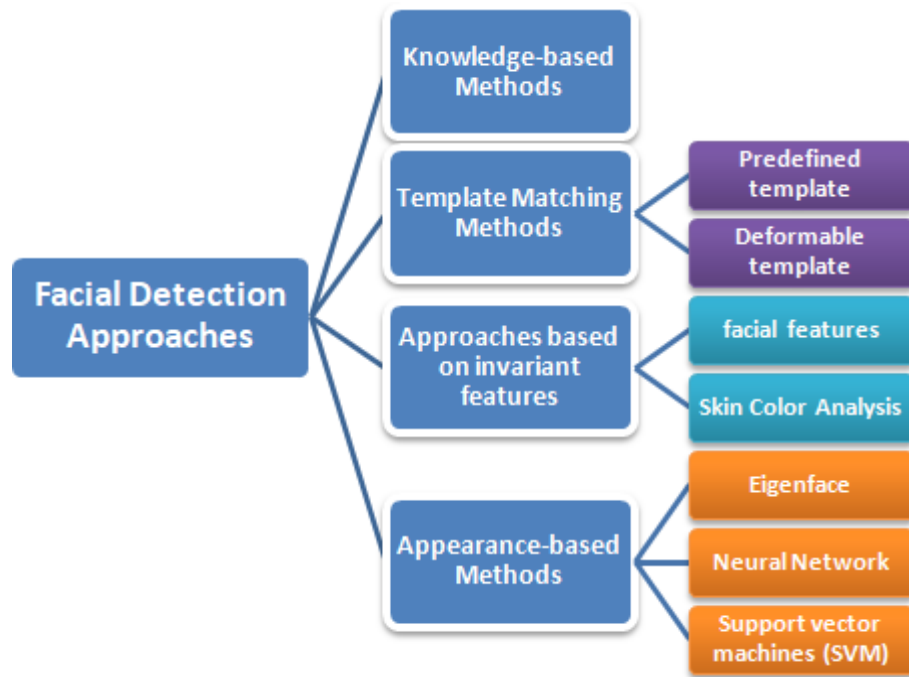 Knowledge-based
Methods
Template Matching
Methods
Predefined
template
Deformable
template
Facial Detection
Approaches
Approaches based
on invariant
features
facial features
Skin Color Analysis
Appearance-based
Methods
Eigenface
Neural Network
Support vector
machines (SVM)